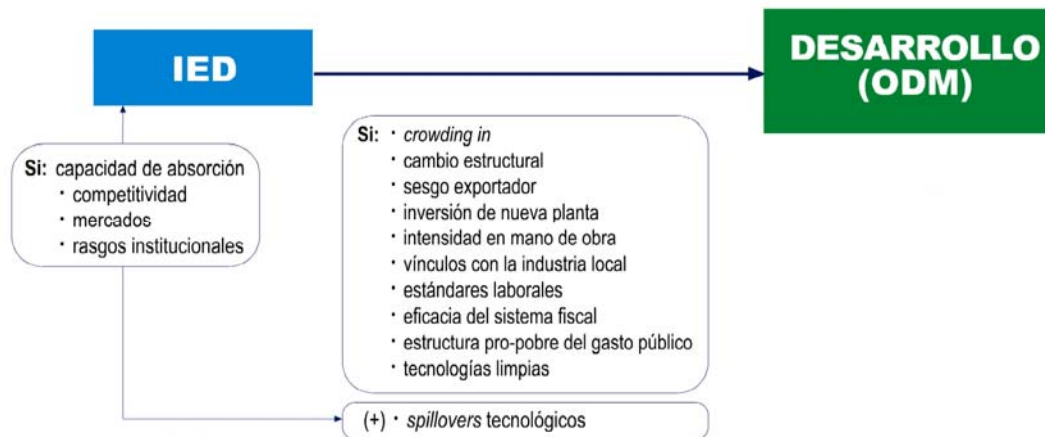 IED
DESARROLLO
(ODM)
Si: capacidad de absorción
· competitividad
· mercados
· rasgos institucionales
Si: · crowding in
· cambio estructural
· sesgo exportador
· inversión de nueva planta
· intensidad en mano de obra
· vínculos con la industria local
· estándares laborales
· eficacia del sistema fiscal
· estructura pro-pobre del gasto público
· tecnologías limpias
(+) · spillovers tecnológicos